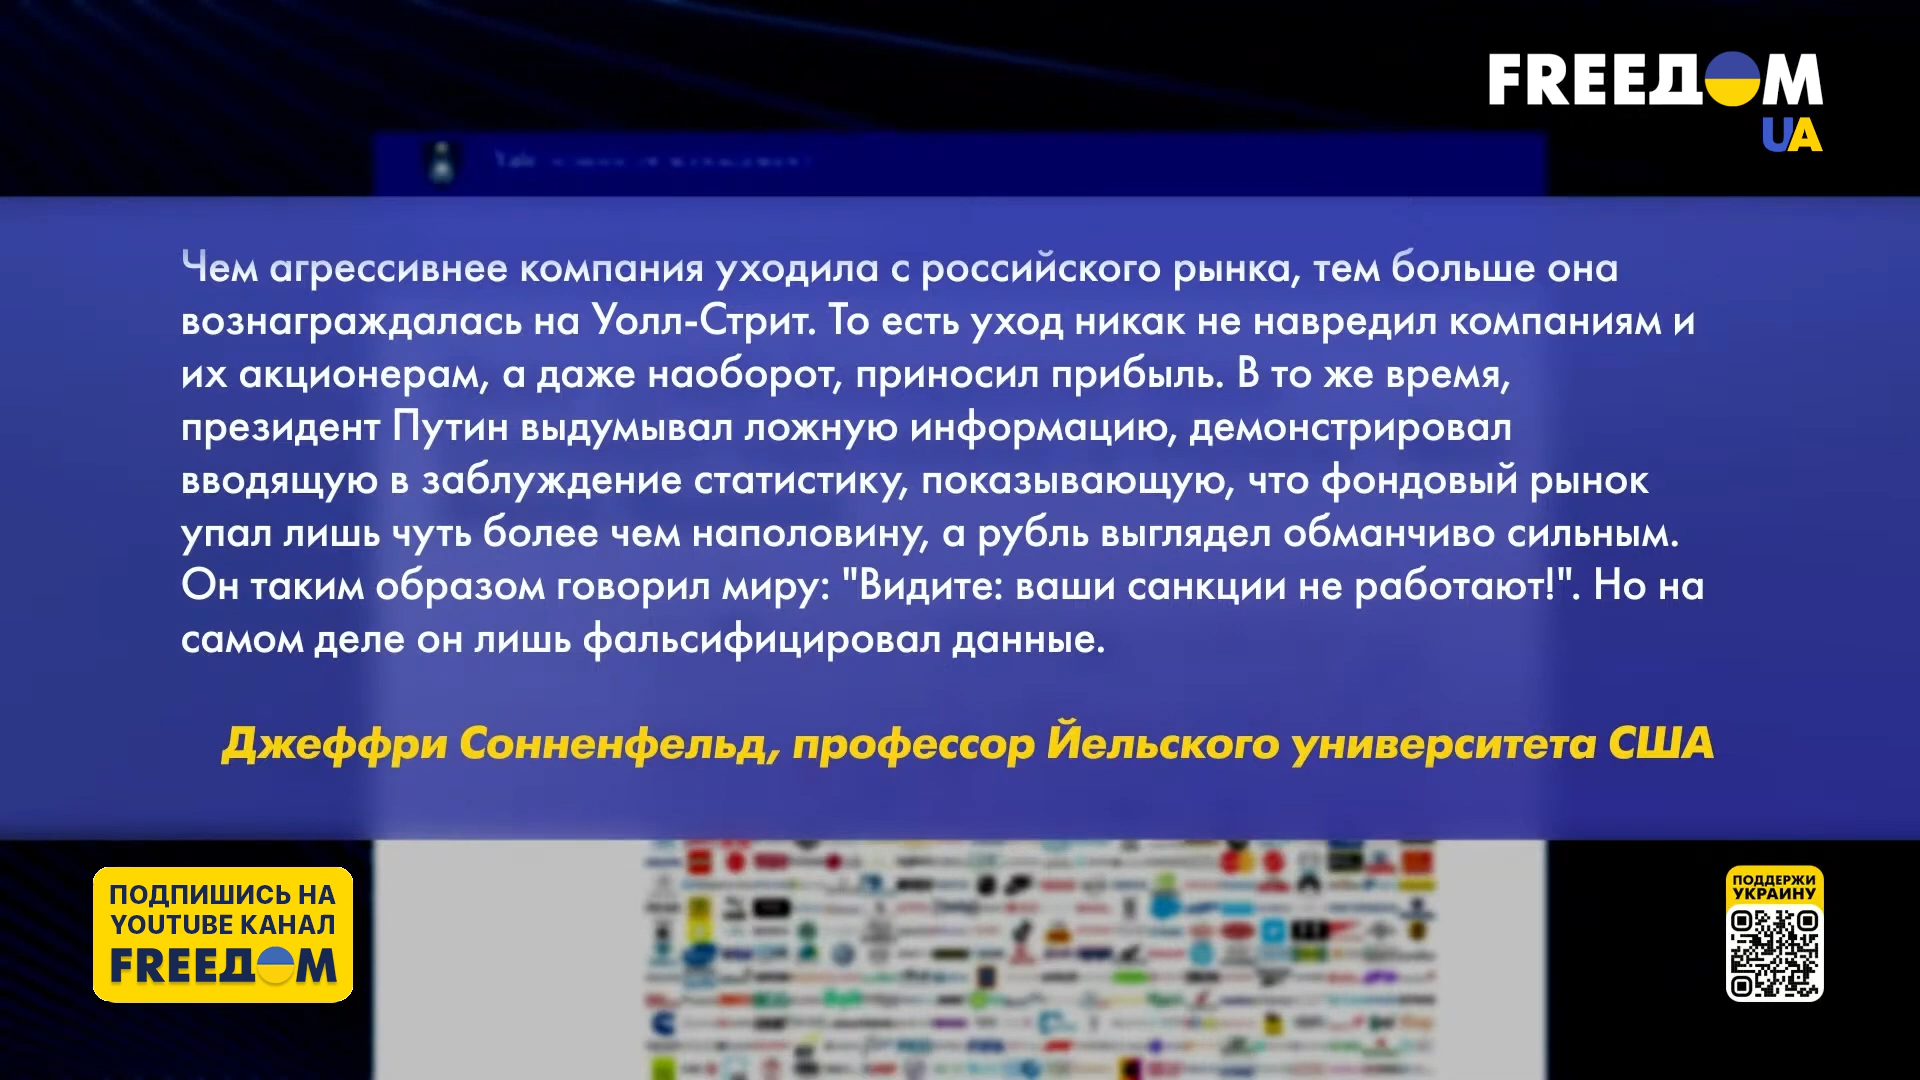 FREEДOM
UA
Чем агрессивнее компания уходила с российского рынка, тем больше она
вознаграждалась на Уолл-Стрит. То есть уход никак не навредил компаниям и
их акционерам, а даже наоборот, приносил прибыль. В то же время,
президент Путин выдумывал ложную информацию, демонстрировал
вводящую в заблуждение статистику, показывающую, что фондовый рынок
упал лишь чуть более чем наполовину, а рубль выглядел обманчиво сильным.
Он таким образом говорил миру: "Видите: ваши санкции не работают!". Но на
самом деле он лишь фальсифицировал данные.
Джеффри Сонненфельд, профессор Йельского университета США
ПОДПИШИСЬ НА
YOUTUBE КАНАЛ
FREEДOM
ПОДДЕРЖИ
УКРАИНУ